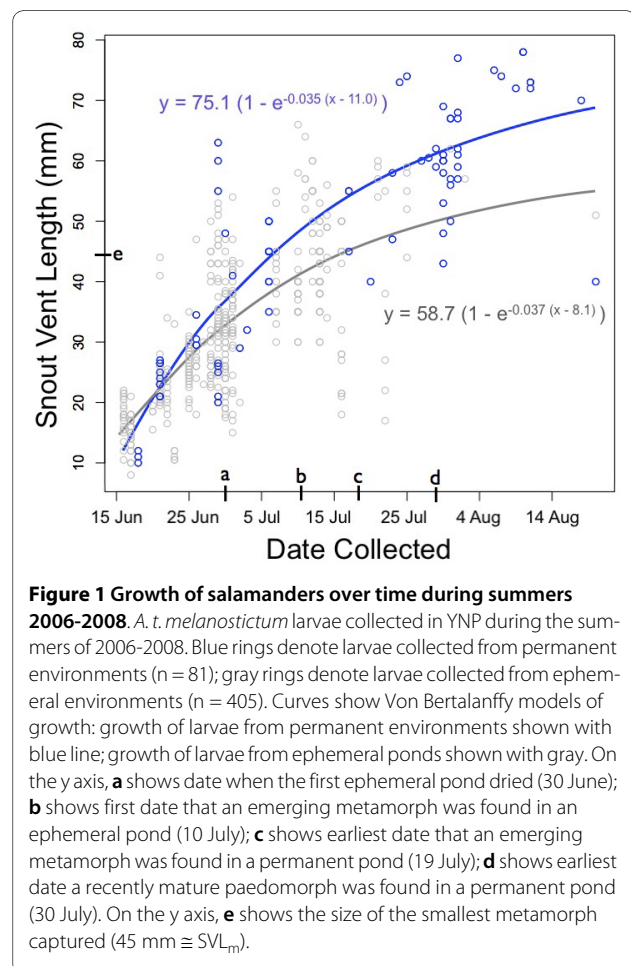 80
70
60
50
40
30
20
10
Snout Vent Length (mm)
e
y = 75.1 (1 - e^-0.035 (x - 11.0) )
y = 58.7 (1 - e^-0.037 (x - 8.1) )
a
b
c
d
15 Jun
25 Jun
5 Jul
15 Jul
25 Jul
4 Aug
14 Aug
Date Collected
Figure 1 Growth of salamanders over time during summers
2006-2008. A. t. melanostictum larvae collected in YNP during the sum-
mers of 2006-2008. Blue rings denote larvae collected from permanent
environments (n = 81); gray rings denote larvae collected from ephem-
eral environments (n = 405). Curves show Von Bertalanffy models of
growth: growth of larvae from permanent environments shown with
blue line; growth of larvae from ephemeral ponds shown with gray. On
the y axis, a shows date when the first ephemeral pond dried (30 June);
b shows first date that an emerging metamorph was found in an
ephemeral pond (10 July); c shows earliest date that an emerging
metamorph was found in a permanent pond (19 July); d shows earliest
date a recently mature paedomorph was found in a permanent pond
(30 July). On the y axis, e shows the size of the smallest metamorph
captured (45 mm ≅ SVLm).